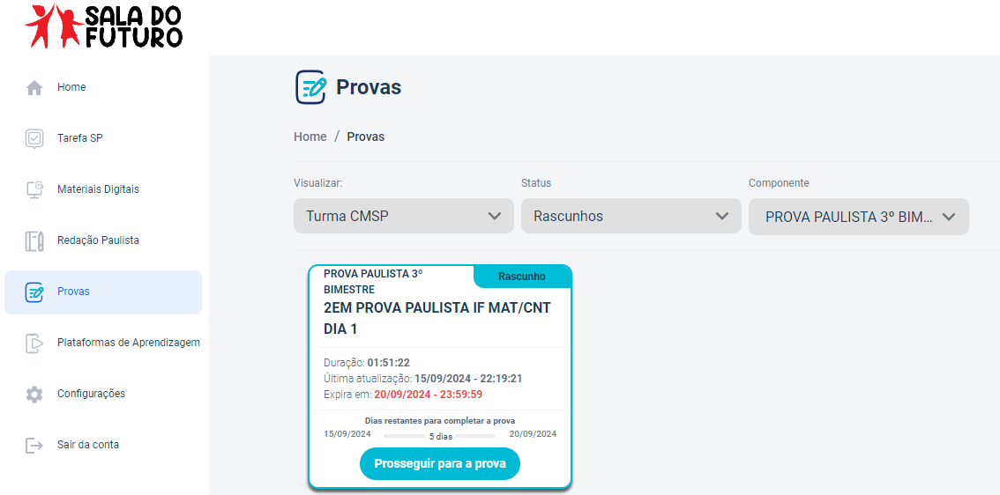 SALA DO
FUTURO
Home
Tarefa SP
Materiais Digitais
Redação Paulista
Provas
Plataformas de Aprendizagem
Configurações
Sair da conta
Provas
Home / Provas
Visualizar: Status Componente
Turma CMSP Rascunhos PROVA PAULISTA 3º BIM...
Rascunho
PROVA PAULISTA 3º
BIMESTRE
2EM PROVA PAULISTA IF MAT/CNT
DIA 1
Duração: 01:51:22
Última atualização: 15/09/2024 - 22:19:21
Expira em: 20/09/2024 - 23:59:59
Dias restantes para completar a prova
15/09/2024 5 dias 20/09/2024
Prosseguir para a prova